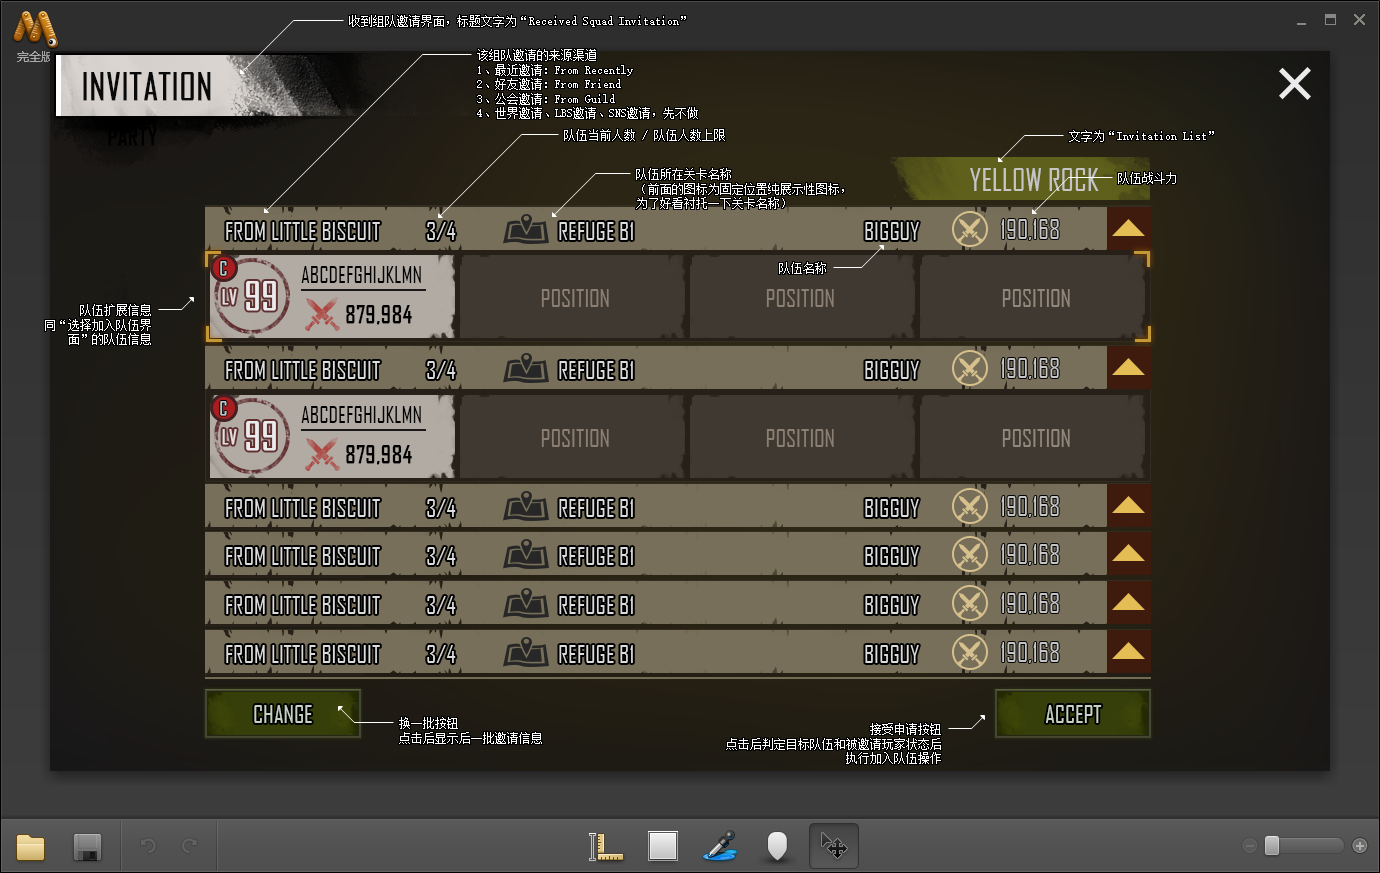 完全版
收到组队邀请界面，标题文字为“Received Squad Invitation”
INVITATION
PARTY
该组队邀请的来源渠道
1、最近邀请：From Recently
2、好友邀请：From Friend
3、公会邀请：From Guild
4、世界邀请、LBS邀请、SNS邀请，先不做
队伍当前人数 / 队伍人数上限
文字为“Invitation List”
队伍所在关卡名称
（前面的图标为固定位置纯展示性图标，
为了好看衬托一下关卡名称）
YELLOW ROCK
队伍战斗力
FROM LITTLE BISCUIT 3/4 REFUGE B1 BIGGUY 190,168
队伍名称
C LV 99 ABCDEFGHIJKLMN 879,984 POSITION POSITION POSITION
队伍扩展信息
同“选择加入队伍界
面”的队伍信息
FROM LITTLE BISCUIT 3/4 REFUGE B1 BIGGUY 190,168
C LV 99 ABCDEFGHIJKLMN 879,984 POSITION POSITION POSITION
FROM LITTLE BISCUIT 3/4 REFUGE B1 BIGGUY 190,168
FROM LITTLE BISCUIT 3/4 REFUGE B1 BIGGUY 190,168
FROM LITTLE BISCUIT 3/4 REFUGE B1 BIGGUY 190,168
FROM LITTLE BISCUIT 3/4 REFUGE B1 BIGGUY 190,168
CHANGE
换一批按钮
点击后显示后一批邀请信息
接受申请按钮
点击后判定目标队伍和被邀请玩家状态后
执行加入队伍操作
ACCEPT